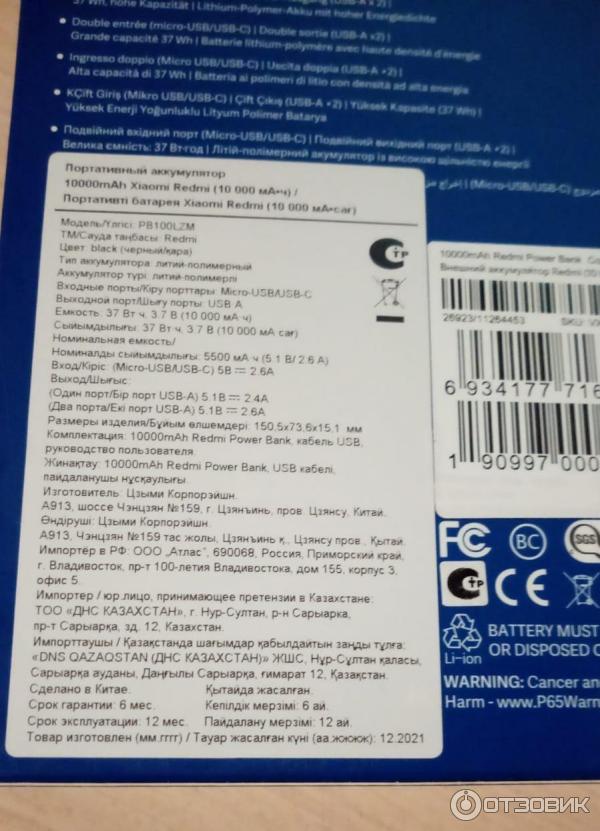 37 Wh, hohe Kapazität | Lithium-Polymer-Akku mit hoher Energiedichte
• Double entrée (micro-USB/USB-C) | Double sortie (USB-A x2) |
Grande capacité 37 Wh | Batterie lithium-polymère avec haute densité d'énergie
• Ingresso doppio (Micro USB/USB-C) | Uscita doppia (USB-A ×2) |
Alta capacità di 37 Wh | Batteria ai polimeri di litio con densità ad alta energia
• KÇift Giriş (Mikro USB/USB-C) | Çift Çıkış (USB-A ×2) | Yüksek Kapasite (37 Wh) |
Yüksek Enerji Yoğunluklu Lityum Polimer Batarya
• Подвійний вхідний порт (Micro-USB/USB-C) | Подвійний вихідний порт (USB-A ×2) |
Велика ємність: 37 Вт·год | Літій-полімерний акумулятор із високою щільністю енергії
Портативный аккумулятор
10000mAh Xiaomi Redmi (10 000 мА•ч) /
Портативті батарея Xiaomi Redmi (10 000 мА•сағ)
Модель/Үлгісі: PB100LZM
ТМ/Сауда таңбасы: Redmi
Цвет: black (черный/қара)
Тип аккумулятора: литий-полимерный
Аккумулятор түрі: литий-полимерлі
Входные порты/Кіру порттары: Micro-USB/USB-C
Выходной порт/Шығу порты: USB A
Емкость: 37 Вт ч, 3.7 В (10 000 мА ч)
Сыйымдылығы: 37 Вт ч, 3.7 В (10 000 мА сағ)
Номинальная емкость/
Номиналды сыйымдылығы: 5500 мА ч (5.1 В/ 2.6 А)
Вход/Кіріс: (Micro-USB/USB-C) 5В ⎓ 2.6А
Выход/Шығыс:
(Один порт/Бір порт USB-A) 5.1В ⎓ 2.4А
(Два порта/Екі порт USB-A) 5.1В ⎓ 2.6А
Размеры изделия/Бұйым өлшемдері: 150,5х73,6х15,1 мм
Комплектация: 10000mAh Redmi Power Bank, кабель USB,
руководство пользователя.
Жинақтау: 10000mAh Redmi Power Bank, USB кабелі,
пайдаланушы нұсқаулығы.
Изготовитель: Цзыми Корпорэйшн.
А913, шоссе Чэнцзян №159, г. Цзянъинь, пров. Цзянсу, Китай.
Өндіруші: Цзыми Корпорэйшн.
А913, Чэнцзян №159 тас жолы, Цзянъинь қ., Цзянсу пров., Қытай.
Импортёр в РФ: ООО „Атлас", 690068, Россия, Приморский край,
г. Владивосток, пр-т 100-летия Владивостока, дом 155, корпус 3,
офис 5.
Импортер / юр.лицо, принимающее претензии в Казахстане:
ТОО «ДНС КАЗАХСТАН», г. Нур-Султан, р-н Сарыарка,
пр-т Сарыарка, зд. 12, Казахстан.
Импорттаушы / Қазақстанда шағымдар қабылдайтын заңды тұлға:
«DNS QAZAQSTAN (ДНС КАЗАХСТАН)» ЖШС, Нұр-Сұлтан қаласы,
Сарыарқа ауданы, Даңғылы Сарыарқа, ғимарат 12, Қазақстан.
Сделано в Китае. Қытайда жасалған.
Срок гарантии: 6 мес. Кепілдік мерзімі: 6 ай.
Срок эксплуатации: 12 мес. Пайдалану мерзімі: 12 ай.
Товар изготовлен (мм.гггг) / Тауар жасалған күні (аа.жжжж): 12.2021
10000mAh Redmi Power Bank
Внешний аккумулятор Redmi
26923/11264453 SKU:
6 934177 716
1 90997 000
FC BC SGS
CE
Li-ion
BATTERY MUST
OR DISPOSED
WARNING: Cancer and
Harm - www.P65Warn
ОТЗОВИК